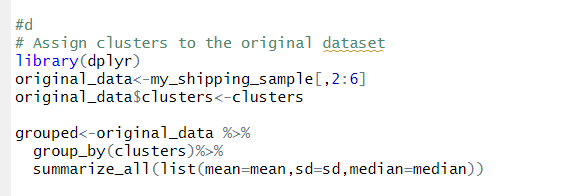 #d
# Assign clusters to the original dataset
library(dplyr)
original_data<-my_shipping_sample[,2:6]
original_data$clusters<-clusters
grouped<-original_data %>%
group_by(clusters)%>%
summarize_all(list(mean=mean,sd=sd,median=median))